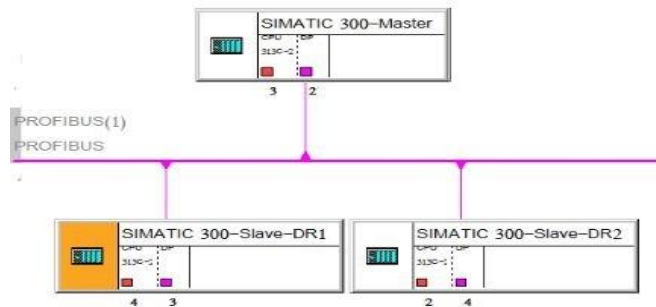 SIMATIC 300-Master
CPU DP
313C-2
3 2
PROFIBUS(1)
PROFIBUS
SIMATIC 300-Slave-DR1
CPU DP
4 3
SIMATIC 300-Slave-DR2
CPU DP
2 4